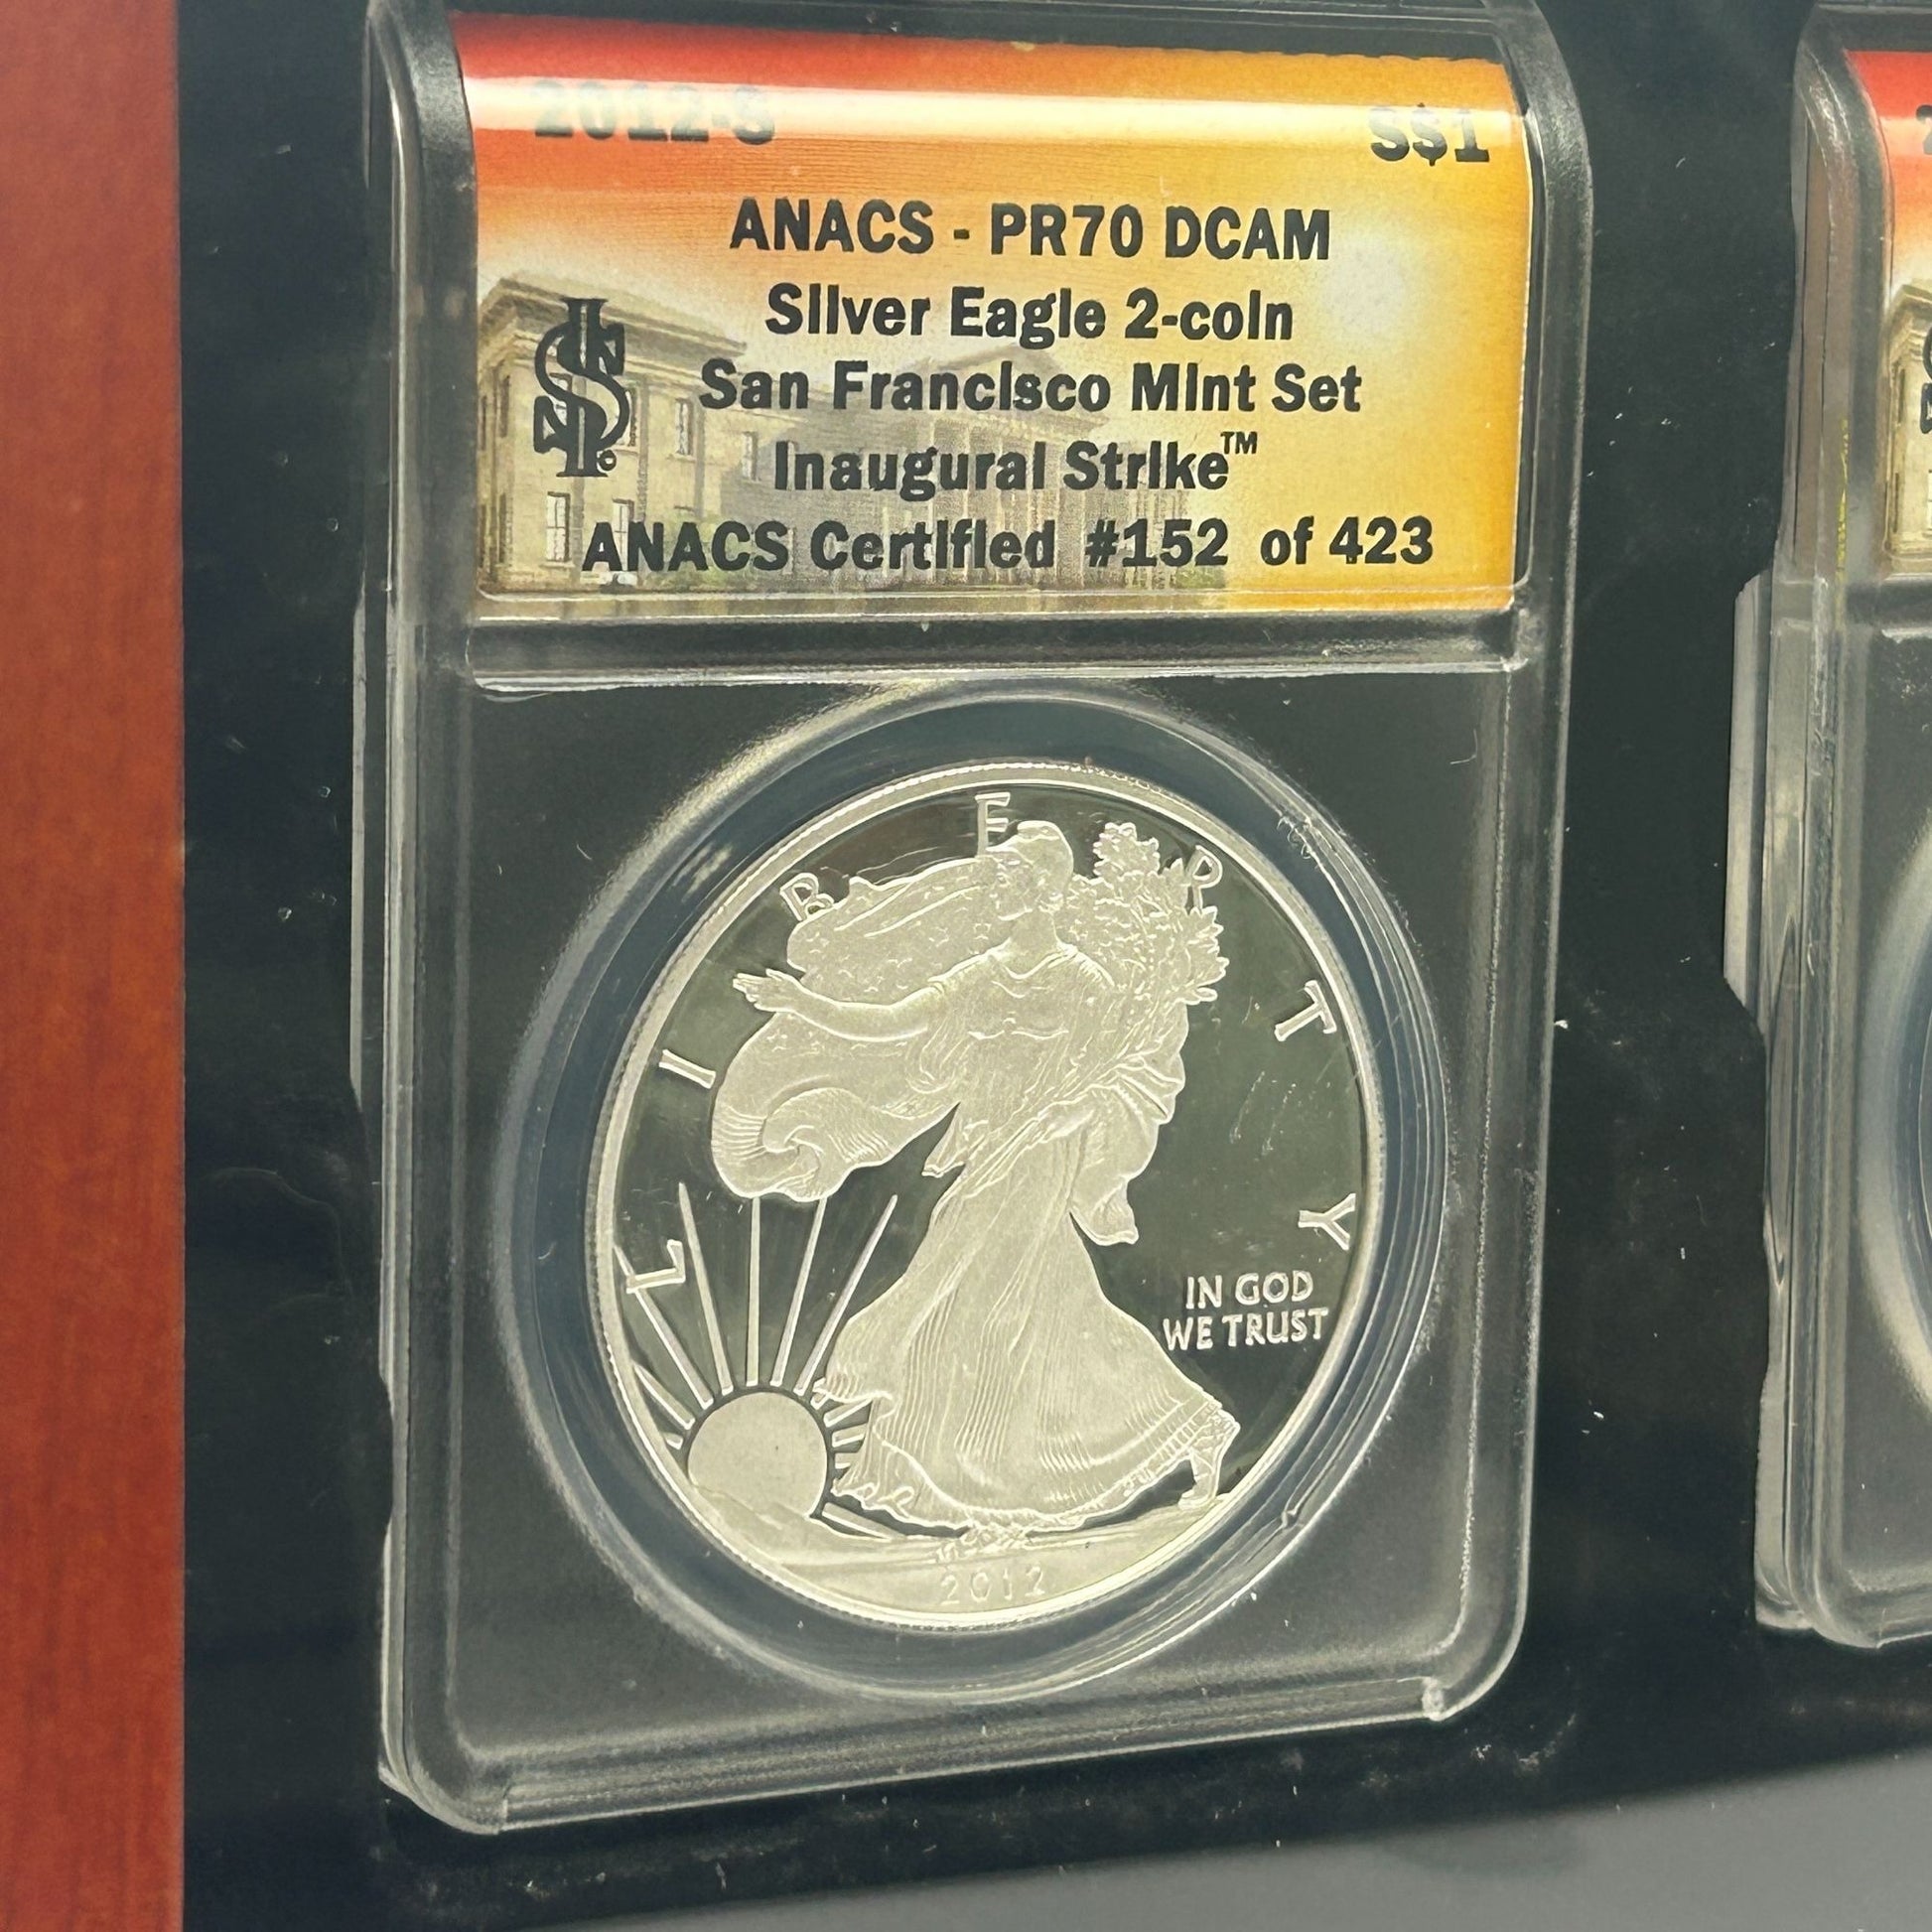 2012-S S$1
ANACS - PR70 DCAM
Silver Eagle 2-coin
San Francisco Mint Set
Inaugural Strike™
ANACS Certified #152 of 423
LIBERTY
IN GOD
WE TRUST
2012